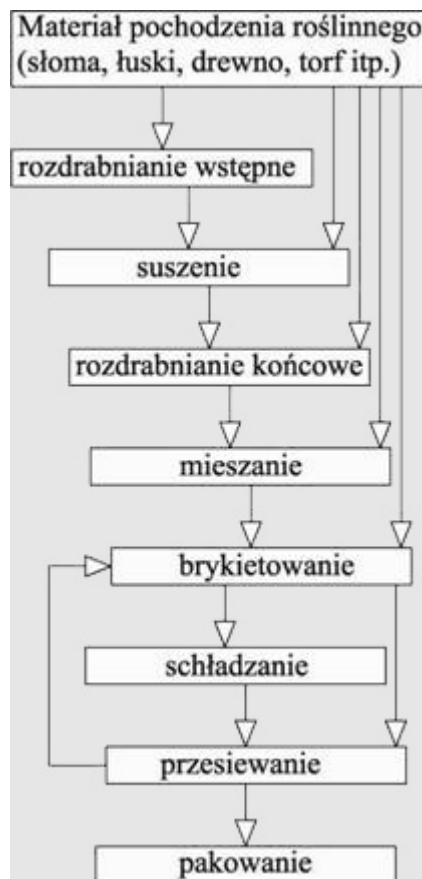 Materiał pochodzenia roślinnego
(słoma, łuski, drewno, torf itp.)
rozdrabnianie wstępne
suszenie
rozdrabnianie końcowe
mieszanie
brykietowanie
schładzanie
przesiewanie
pakowanie